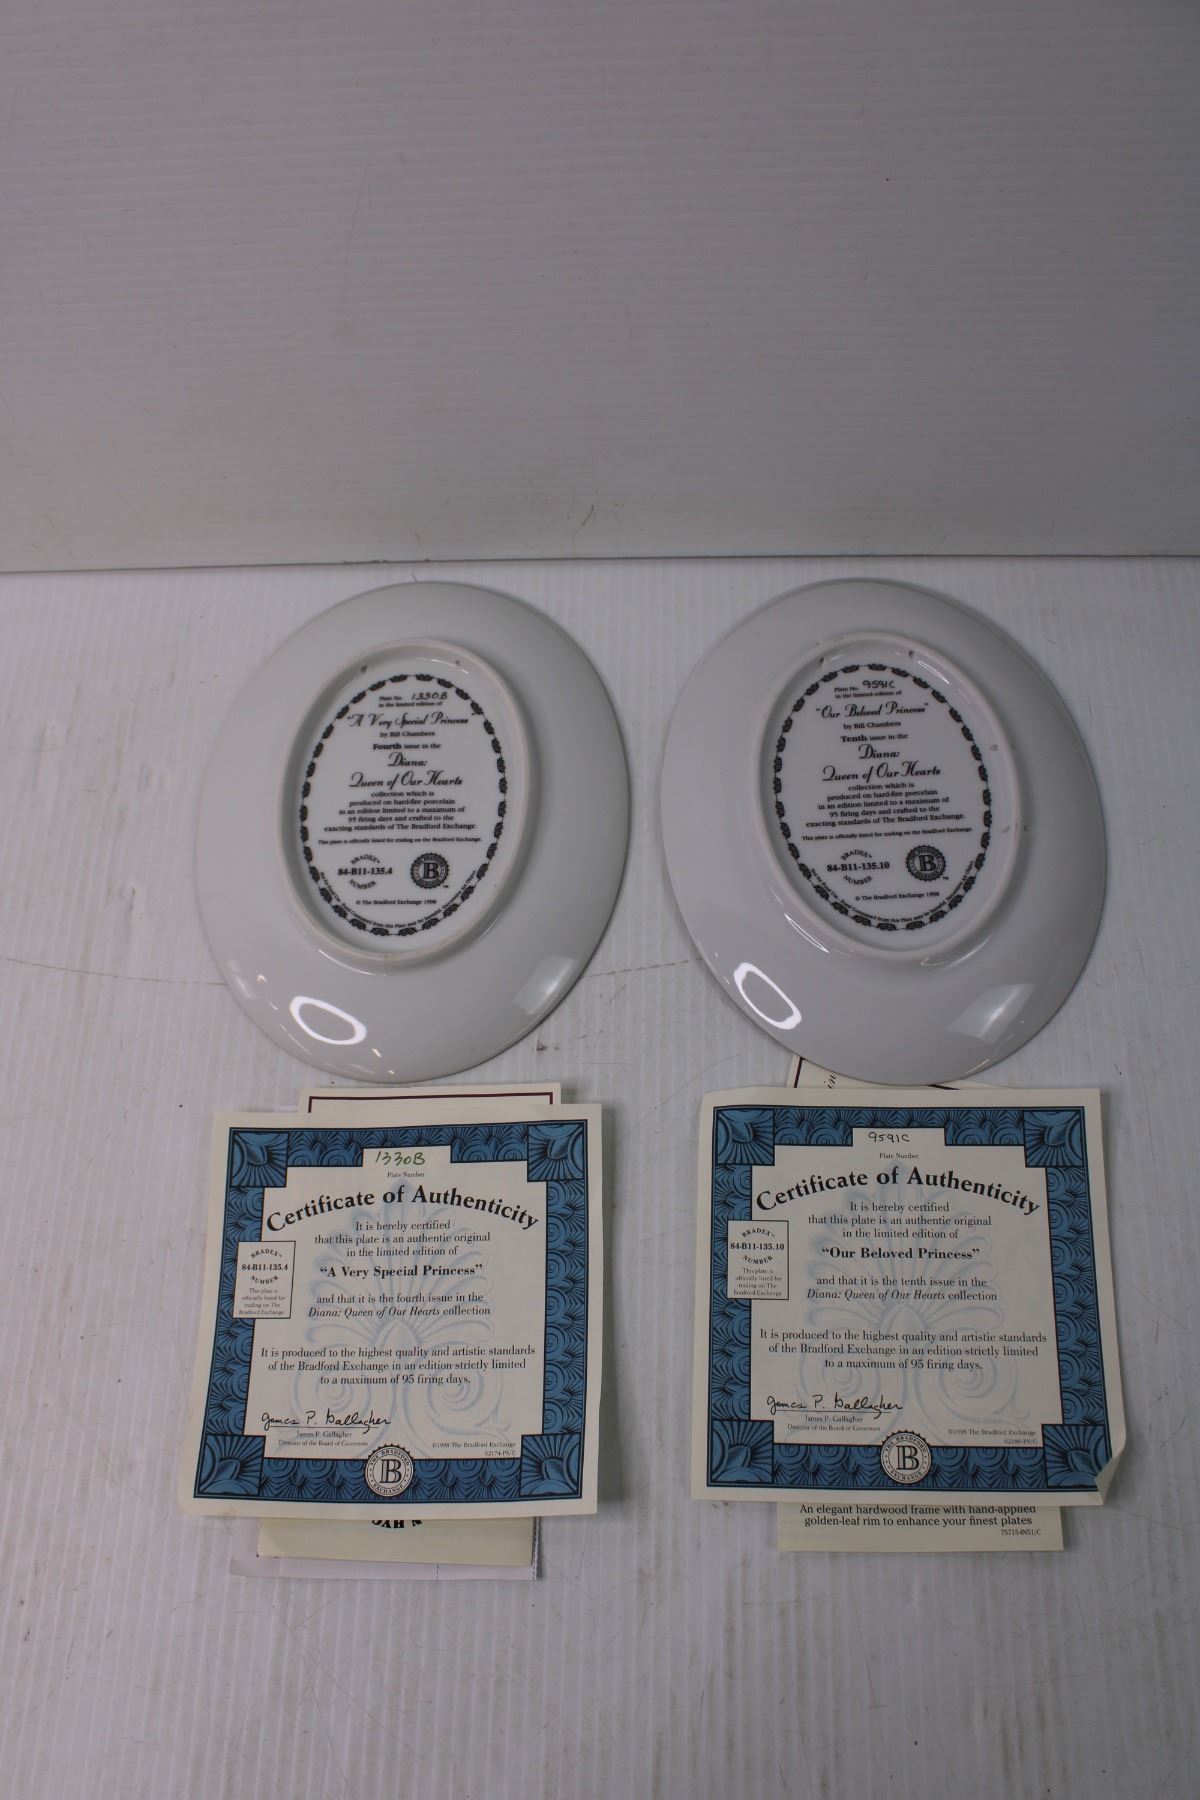 Plate No. 1330B
in the limited edition of
"A Very Special Princess"
by Bill Chambers
Fourth issue in the
Diana:
Queen of Our Hearts
collection which is
produced on hard-fire porcelain
in an edition limited to a maximum of
95 firing days and crafted to the
exacting standards of The Bradford Exchange.
This plate is officially listed for trading on the Bradford Exchange.
BRADEX™
84-B11-135.4
NUMBER
B
© The Bradford Exchange 1998
Plate No. 9591C
in the limited edition of
"Our Beloved Princess"
by Bill Chambers
Tenth issue in the
Diana:
Queen of Our Hearts
collection which is
produced on hard-fire porcelain
in an edition limited to a maximum of
95 firing days and crafted to the
exacting standards of The Bradford Exchange.
This plate is officially listed for trading on the Bradford Exchange.
BRADEX™
84-B11-135.10
NUMBER
B
© The Bradford Exchange 1998
1330B
Plate Number
Certificate of Authenticity
It is hereby certified
that this plate is an authentic original
in the limited edition of
"A Very Special Princess"
and that it is the fourth issue in the
Diana: Queen of Our Hearts collection
BRADEX™
84-B11-135.4
NUMBER
This plate is
officially listed for
trading on The
Bradford Exchange
It is produced to the highest quality and artistic standards
of the Bradford Exchange in an edition strictly limited
to a maximum of 95 firing days.
James P. Gallagher
James P. Gallagher
Director of the Board of Governors
©1998 The Bradford Exchange
62174-PS/C
THE BRADFORD EXCHANGE
B
9591C
Plate Number
Certificate of Authenticity
It is hereby certified
that this plate is an authentic original
in the limited edition of
"Our Beloved Princess"
and that it is the tenth issue in the
Diana: Queen of Our Hearts collection
BRADEX™
84-B11-135.10
NUMBER
This plate is
officially listed for
trading on The
Bradford Exchange
It is produced to the highest quality and artistic standards
of the Bradford Exchange in an edition strictly limited
to a maximum of 95 firing days.
James P. Gallagher
James P. Gallagher
Director of the Board of Governors
©1998 The Bradford Exchange
62180-PS/C
THE BRADFORD EXCHANGE
B
An elegant hardwood frame with hand-applied
golden-leaf rim to enhance your finest plates
75715-IN51/C